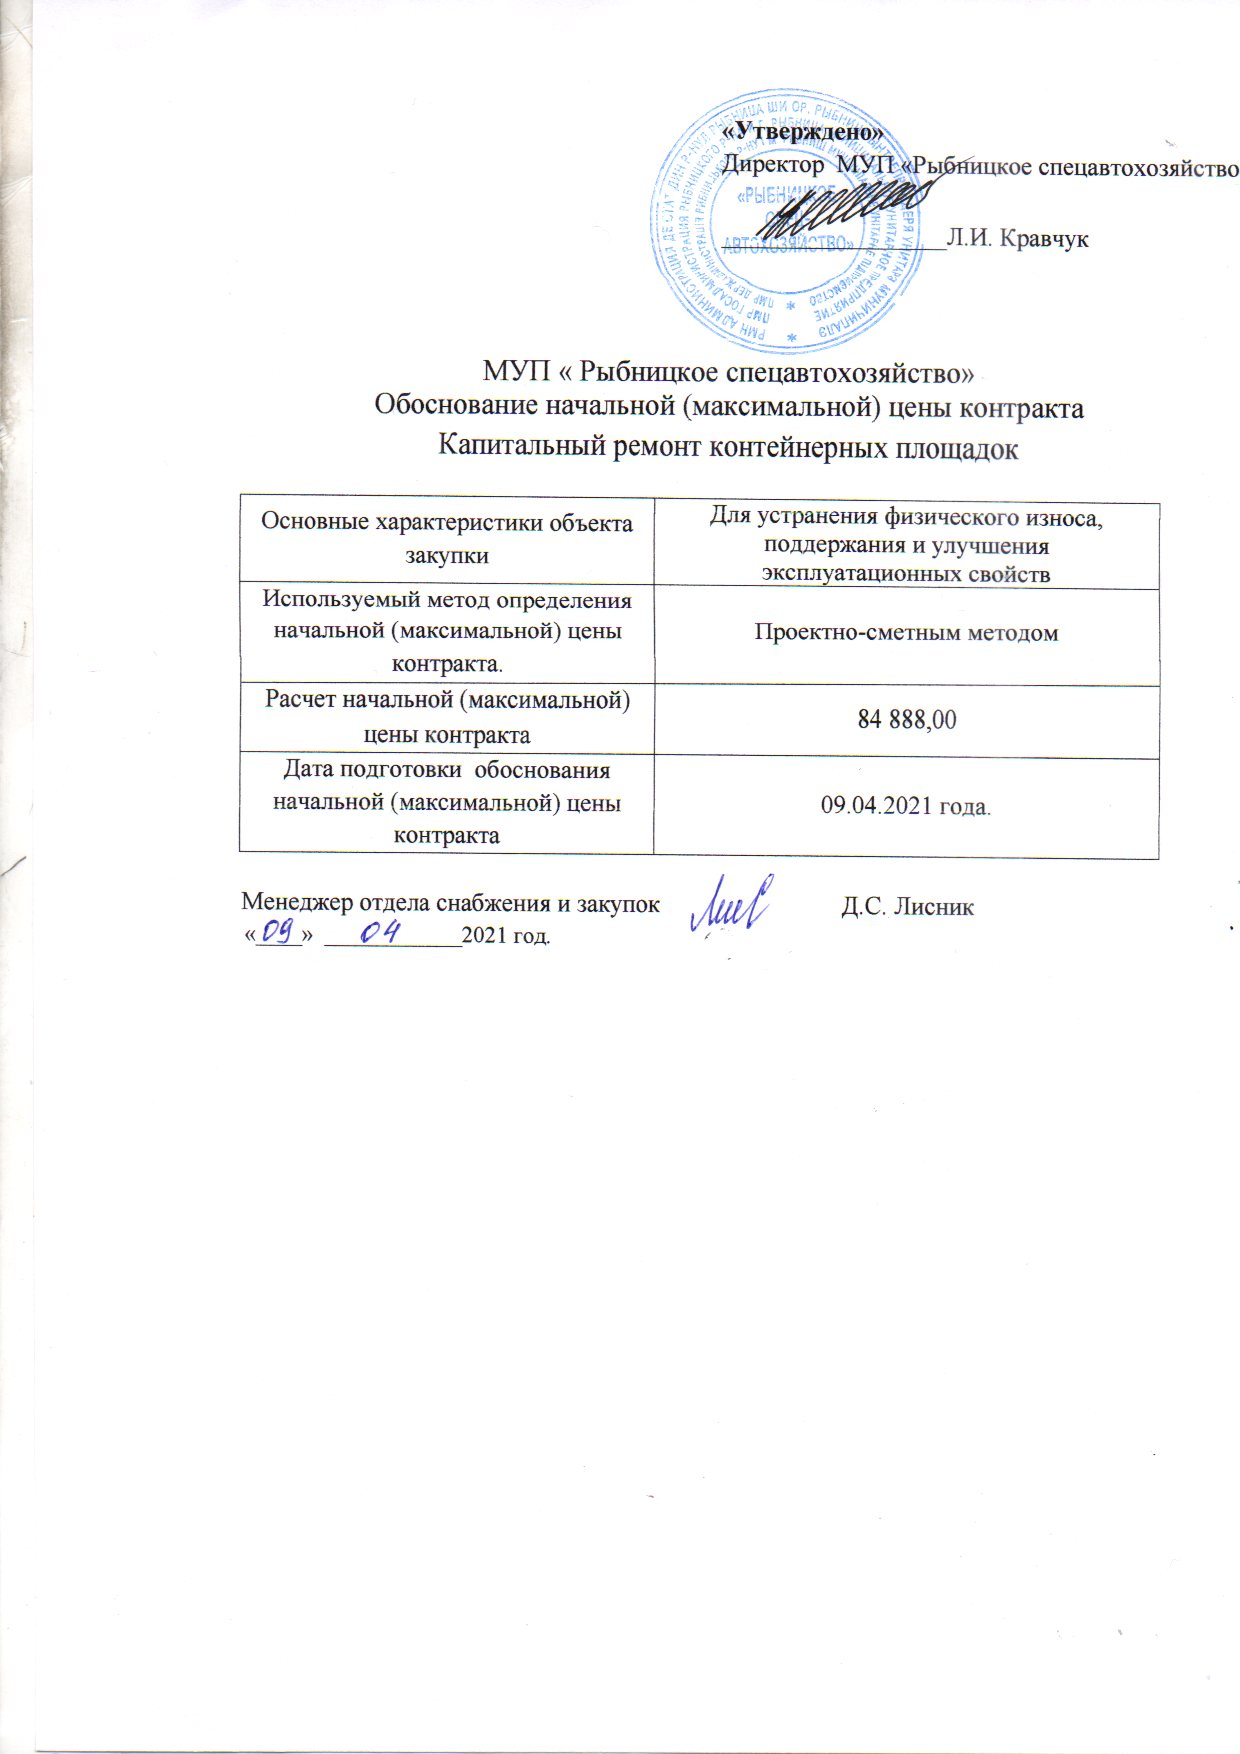 «Утверждено»
Директор МУП «Рыбницкое спецавтохозяйство
Л.И. Кравчук
«РЫБНИЦКОЕ
АВТОХОЗЯЙСТВО»
МУП « Рыбницкое спецавтохозяйство»
Обоснование начальной (максимальной) цены контракта
Капитальный ремонт контейнерных площадок
Основные характеристики объекта
закупки
Для устранения физического износа,
поддержания и улучшения
эксплуатационных свойств
Используемый метод определения
начальной (максимальной) цены
контракта.
Проектно-сметным методом
Расчет начальной (максимальной)
цены контракта
84 888,00
Дата подготовки обоснования
начальной (максимальной) цены
контракта
09.04.2021 года.
Менеджер отдела снабжения и закупок Д.С. Лисник
«09» 04 2021 год.